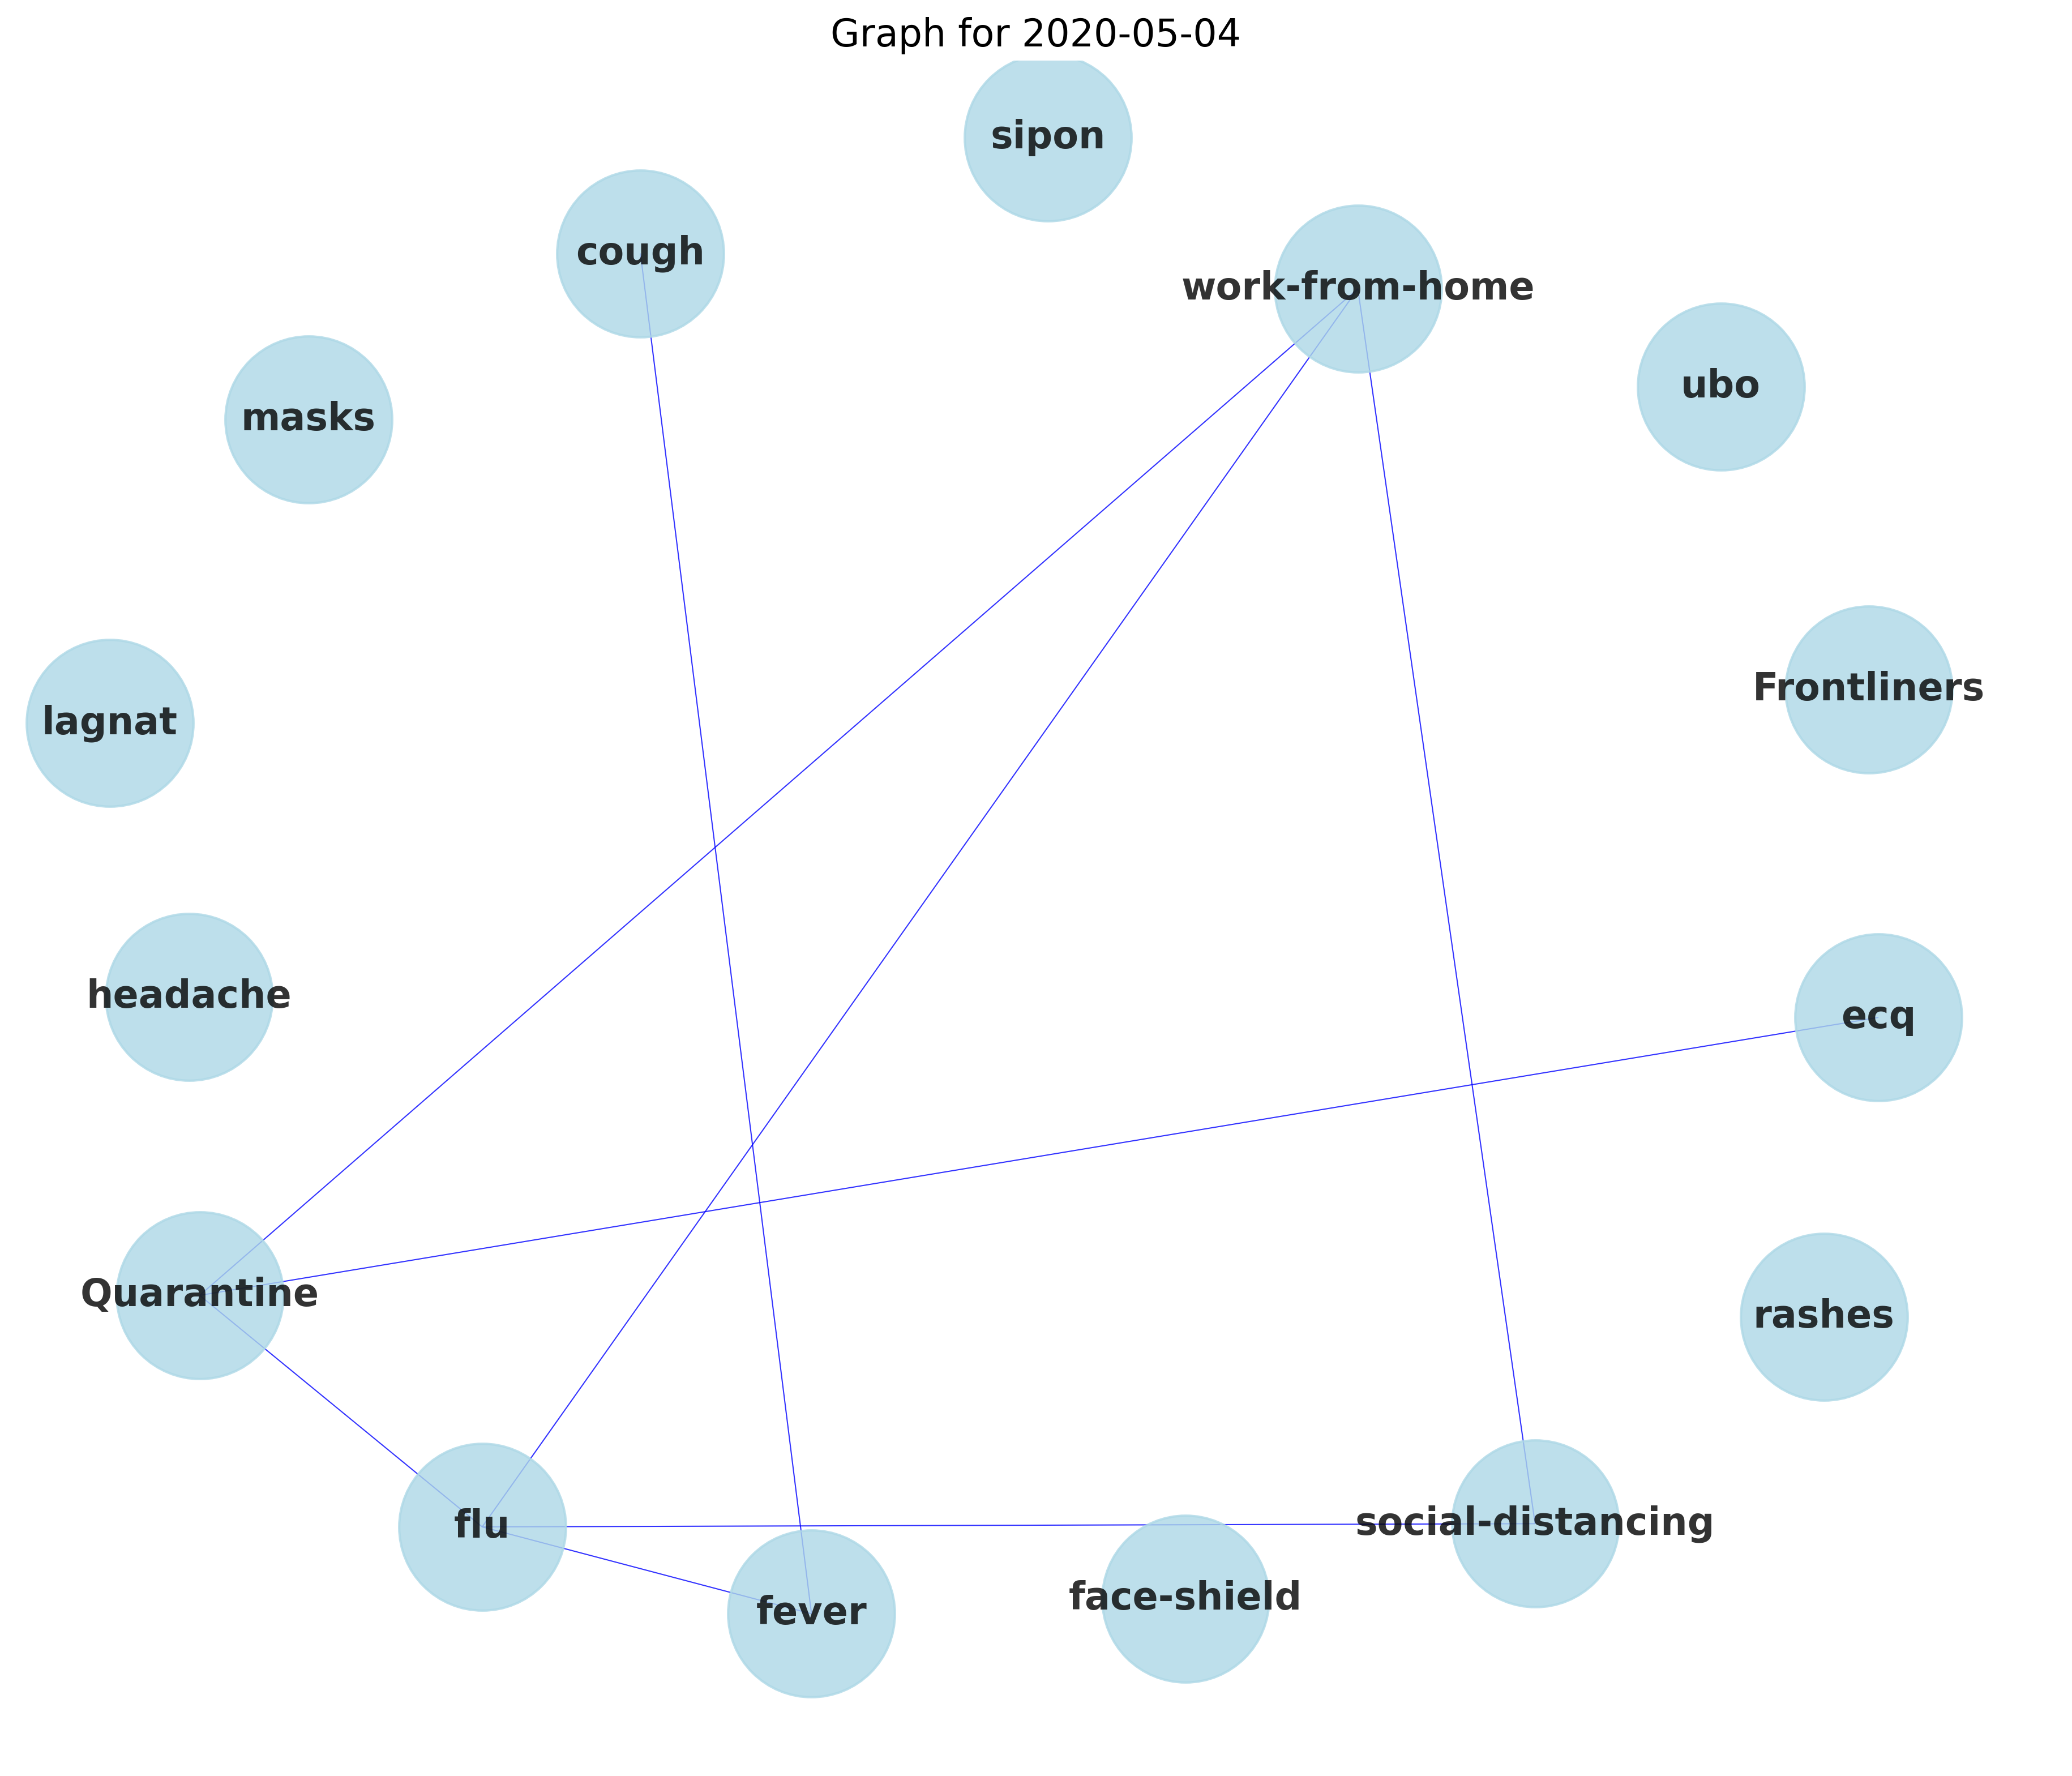 Graph for 2020-05-04
sipon
cough
work-from-home
ubo
masks
Frontliners
lagnat
headache
ecq
Quarantine
rashes
flu
social-distancing
fever
face-shield